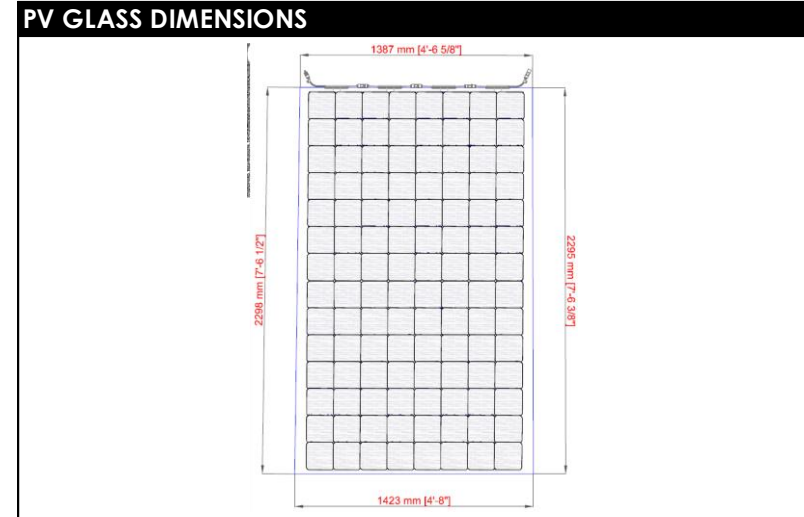 PV GLASS DIMENSIONS
1387 mm [4'-6 5/8"]
2298 mm [7'-6 1/2"]
2295 mm [7'-6 3/8"]
1423 mm [4'-8"]